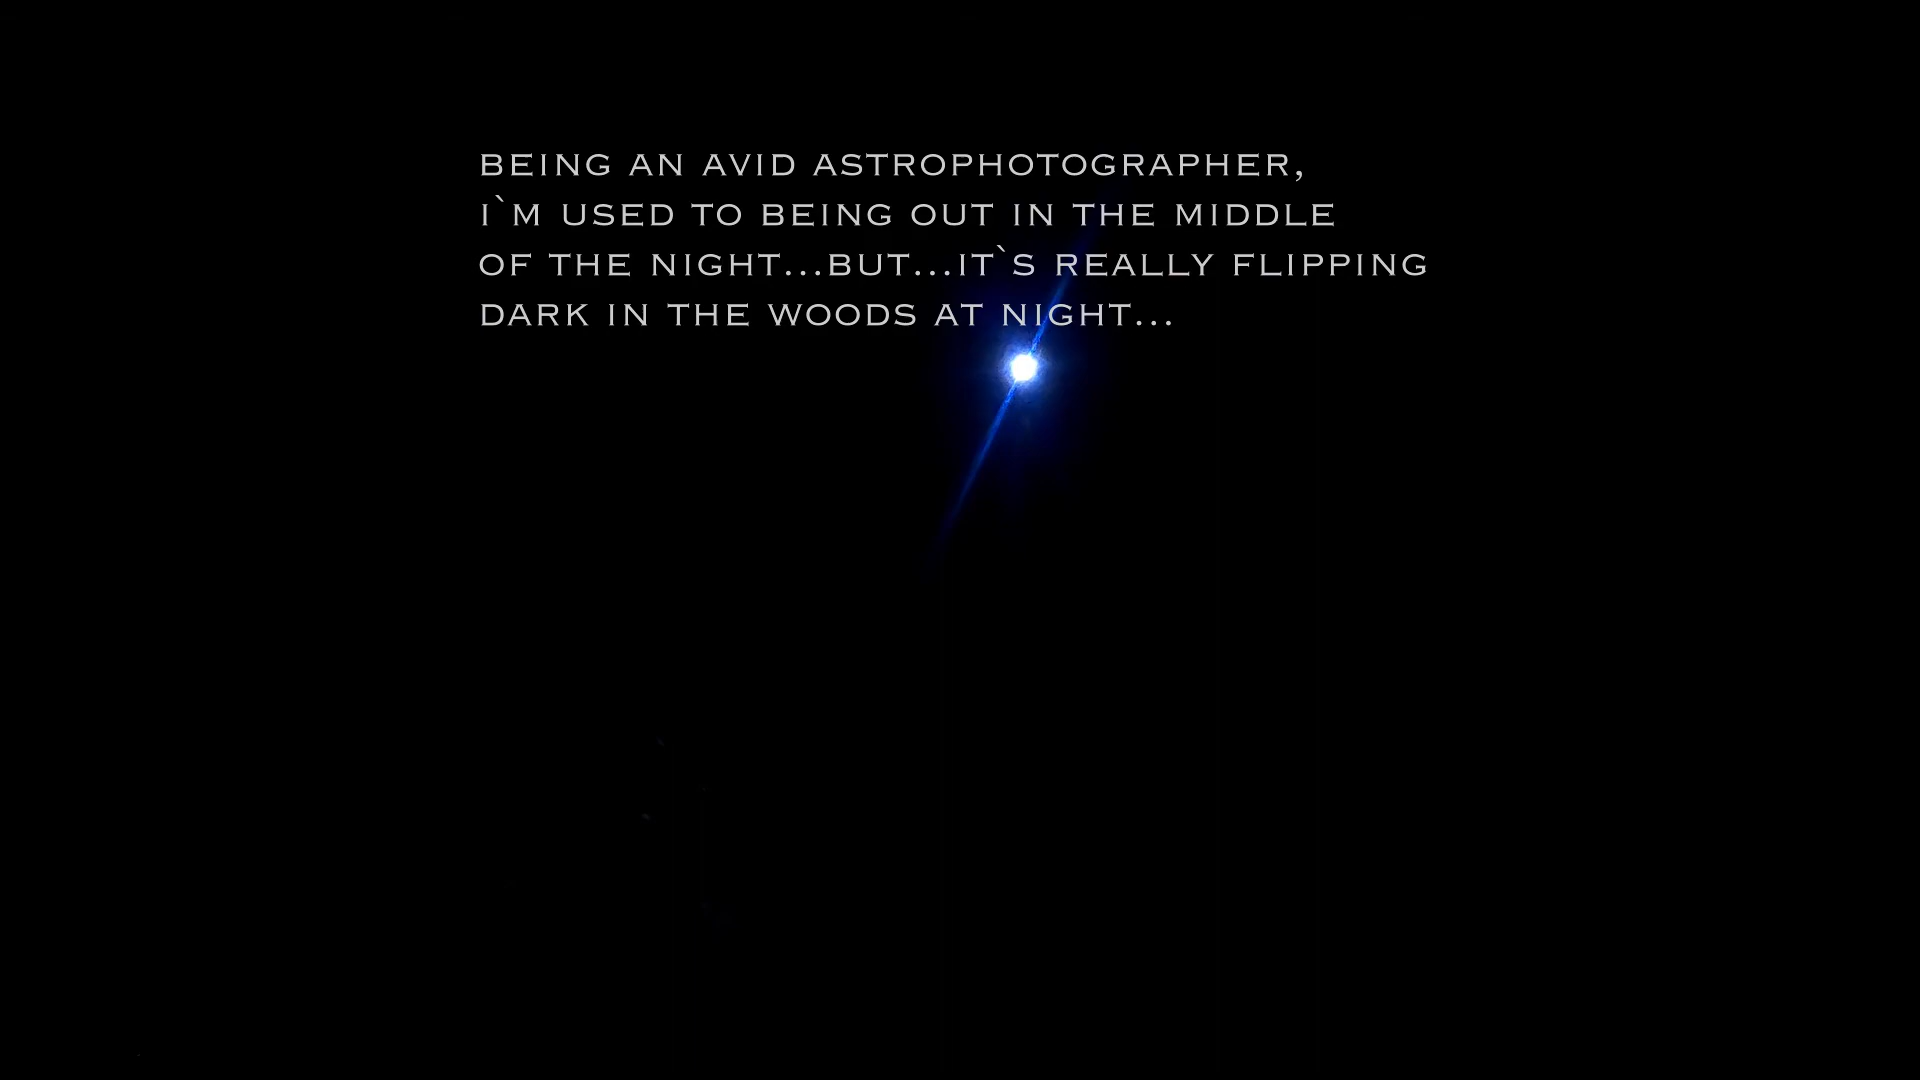 BEING AN AVID ASTROPHOTOGRAPHER,
I`M USED TO BEING OUT IN THE MIDDLE
OF THE NIGHT...BUT...IT`S REALLY FLIPPING
DARK IN THE WOODS AT NIGHT...